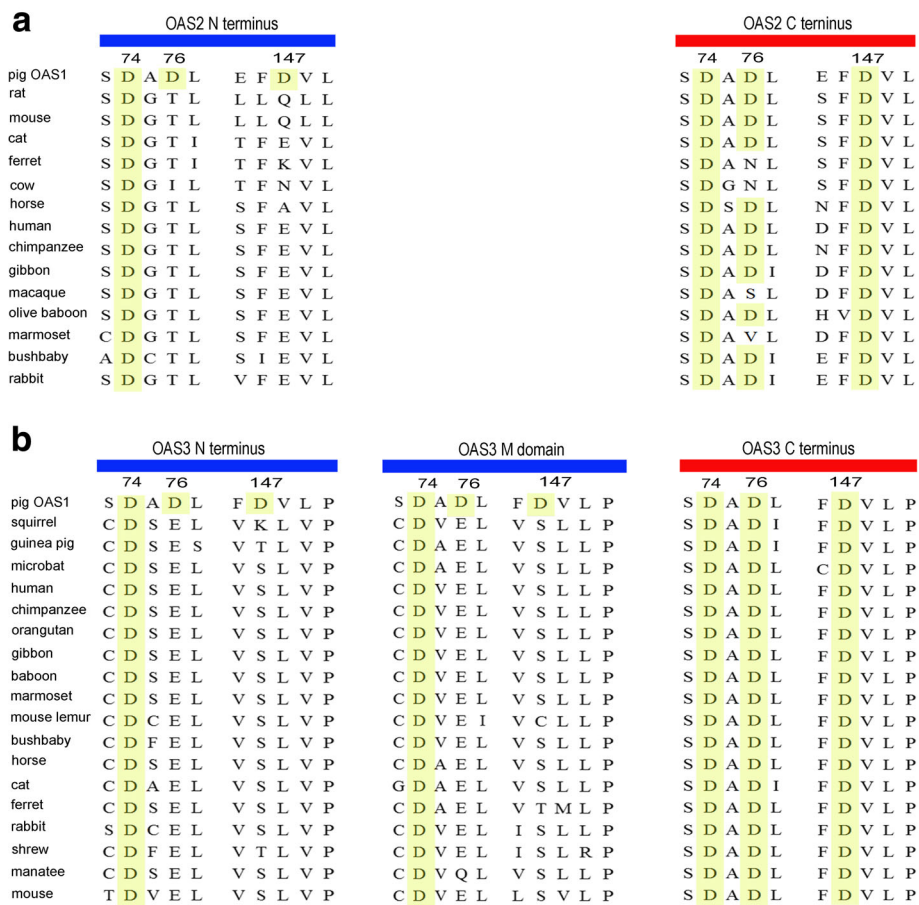 a
OAS2 N terminus OAS2 C terninus
74 76 147 74 76 147
pig OAS1 S D A D L E F D V L S D A D L E F D V L
rat S D G T L L L Q L L S D A D L S F D V L
mouse S D G T L L L Q L L S D A D L S F D V L
cat S D G T I T F E V L S D A D L S F D V L
ferret S D G T I T F K V L S D A N L S F D V L
cow S D G I L T F N V L S D G N L S F D V L
horse S D G T L S F A V L S D S D L N F D V L
human S D G T L S F E V L S D A D L D F D V L
chimpanzee S D G T L S F E V L S D A D L N F D V L
gibbon S D G T L S F E V L S D A D I D F D V L
macaque S D G T L S F E V L S D A S L D F D V L
olive baboon S D G T L S F E V L S D A D L H V D V L
marmoset C D G T L S F E V L S D A V L D F D V L
bushbaby A D C T L S I E V L S D A D I E F D V L
rabbit S D G T L V F E V L S D A D I E F D V L
b
OAS3 N terminus OAS3 M domain OAS3 C terminus
74 76 147 74 76 147 74 76 147
pig OAS1 S D A D L F D V L P S D A D L F D V L P S D A D L F D V L P
squirrel C D S E L V K L V P C D V E L V S L L P S D A D I F D V L P
guinea pig C D S E S V T L V P C D A E L V S L L P S D A D I F D V L P
microbat C D S E L V S L V P C D A E L V S L L P S D A D L C D V L P
human C D S E L V S L V P C D V E L V S L L P S D A D L F D V L P
chimpanzee C D S E L V S L V P C D V E L V S L L P S D A D L F D V L P
orangutan C D S E L V S L V P C D V E L V S L L P S D A D L F D V L P
gibbon C D S E L V S L V P C D V E L V S L L P S D A D L F D V L P
baboon C D S E L V S L V P C D V E L V S L L P S D A D L F D V L P
marmoset C D S E L V S L V P C D V E L V S L L P S D A D L F D V L P
mouse lemur C D C E L V S L V P C D V E I V C L L P S D A D L F D V L P
bushbaby C D F E L V S L V P C D V E L V S L L P S D A D L F D V L P
horse C D S E L V S L V P C D A E L V S L L P S D A D L F D V L P
cat C D A E L V S L V P G D A E L V S L L P S D A D I F D V L P
ferret C D S E L V S L V P C D A E L V T M L P S D A D L F D V L P
rabbit S D C E L V S L V P C D V E L I S L L P S D A D L F D V L P
shrew C D F E L V T L V P C D V E L I S L R P S D A D L F D V L P
manatee C D S E L V S L V P C D V Q L V S L L P S D A D L F D V L P
mouse T D V E L V S L V P C D V E L L S V L P S D A D L F D V L P